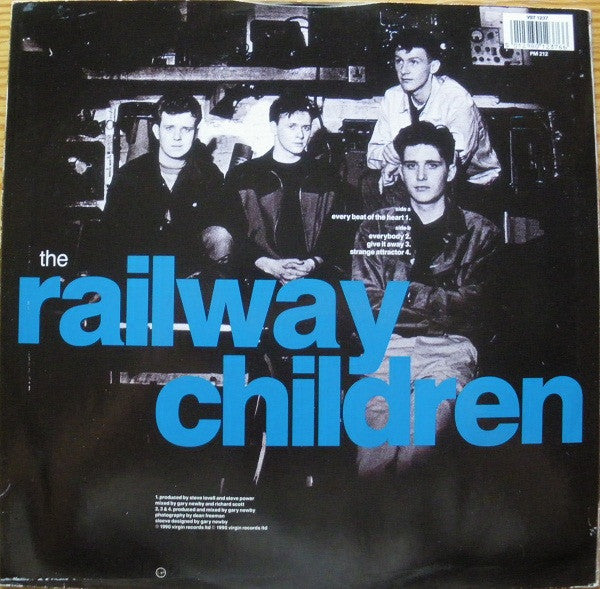 VST 1237
PM 212
side a
every beat of the heart 1.
side b
everybody 2.
give it away 3.
strange attractor 4.
the
railway
children
1. produced by steve lovell and steve power
mixed by gary newby and richard scott
2, 3 & 4. produced and mixed by gary newby
photography by dean freeman
sleeve designed by gary newby
℗ 1990 virgin records ltd © 1990 virgin records ltd